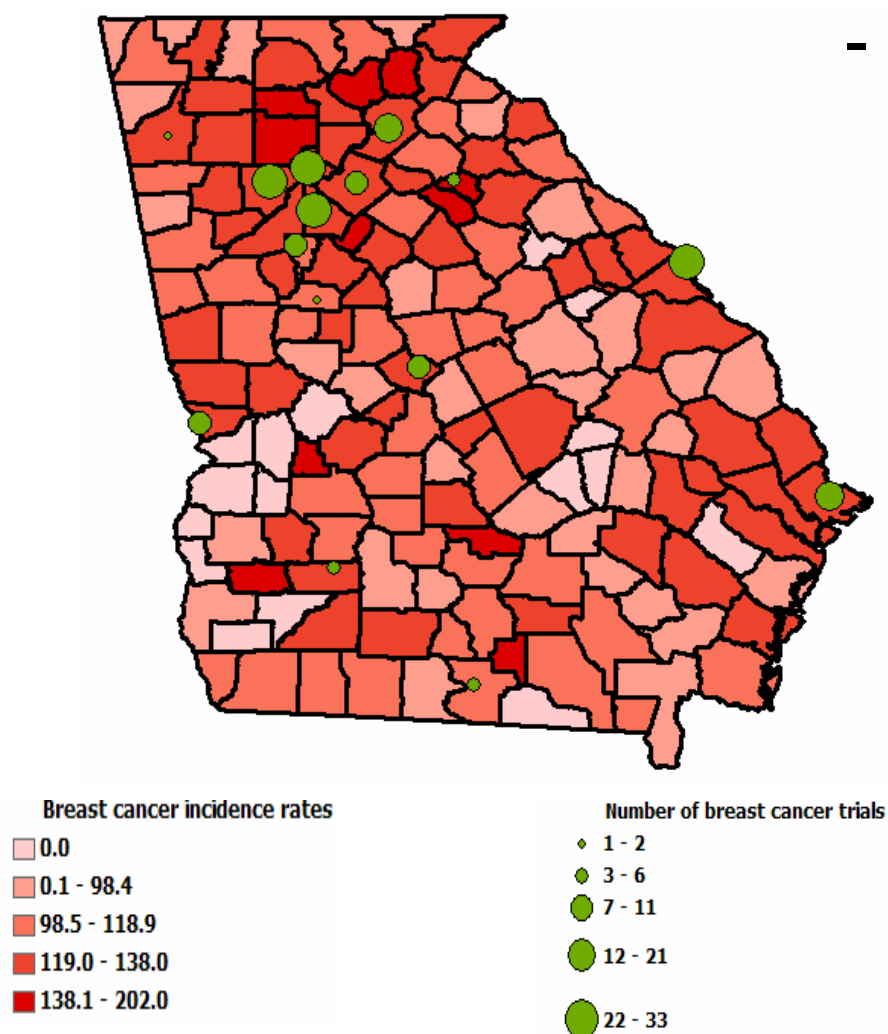 Breast cancer incidence rates
0.0
0.1 - 98.4
98.5 - 118.9
119.0 - 138.0
138.1 - 202.0
Number of breast cancer trials
1 - 2
3 - 6
7 - 11
12 - 21
22 - 33